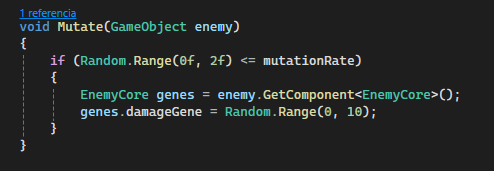 1 referencia
void Mutate(GameObject enemy)
{
if (Random.Range(0f, 2f) <= mutationRate)
{
EnemyCore genes = enemy.GetComponent<EnemyCore>();
genes.damageGene = Random.Range(0, 10);
}
}